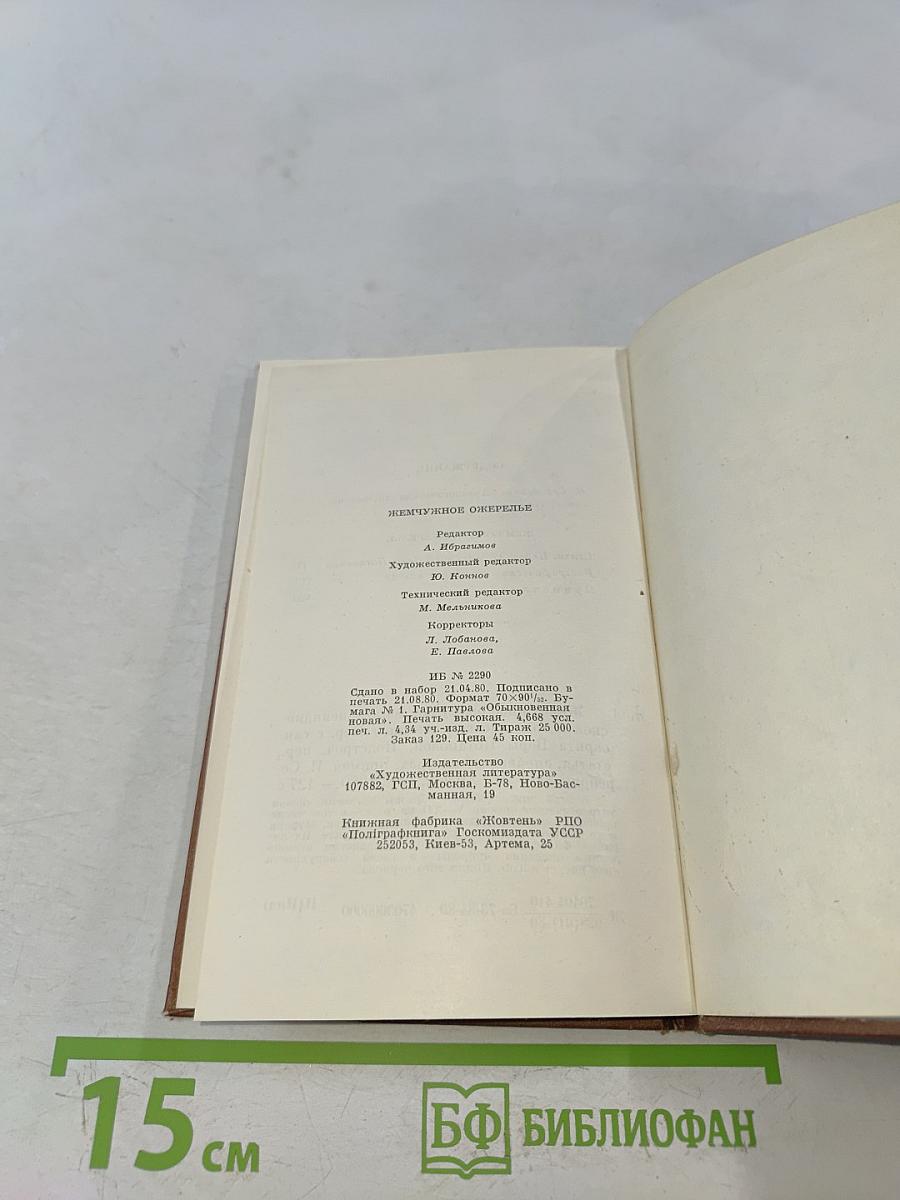 ЖЕМЧУЖНОЕ ОЖЕРЕЛЬЕ
Редактор
А. Ибрагимов
Художественный редактор
Ю. Коннов
Технический редактор
М. Мельникова
Корректоры
Л. Лобанова,
Е. Павлова
ИБ № 2290
Сдано в набор 21.04.80. Подписано в
печать 21.08.80. Формат 70×90¹/₃₂. Бу-
мага № 1. Гарнитура «Обыкновенная
новая». Печать высокая. 4,668 усл.
печ. л. 4,34 уч.-изд. л. Тираж 25 000.
Заказ 129. Цена 45 коп.
Издательство
«Художественная литература»
107882, ГСП, Москва, Б-78, Ново-Бас-
манная, 19
Книжная фабрика «Жовтень» РПО
«Полiграфкнига» Госкомиздата УССР
252053, Киев-53, Артема, 25
15 см
БФ БИБЛИОФАН